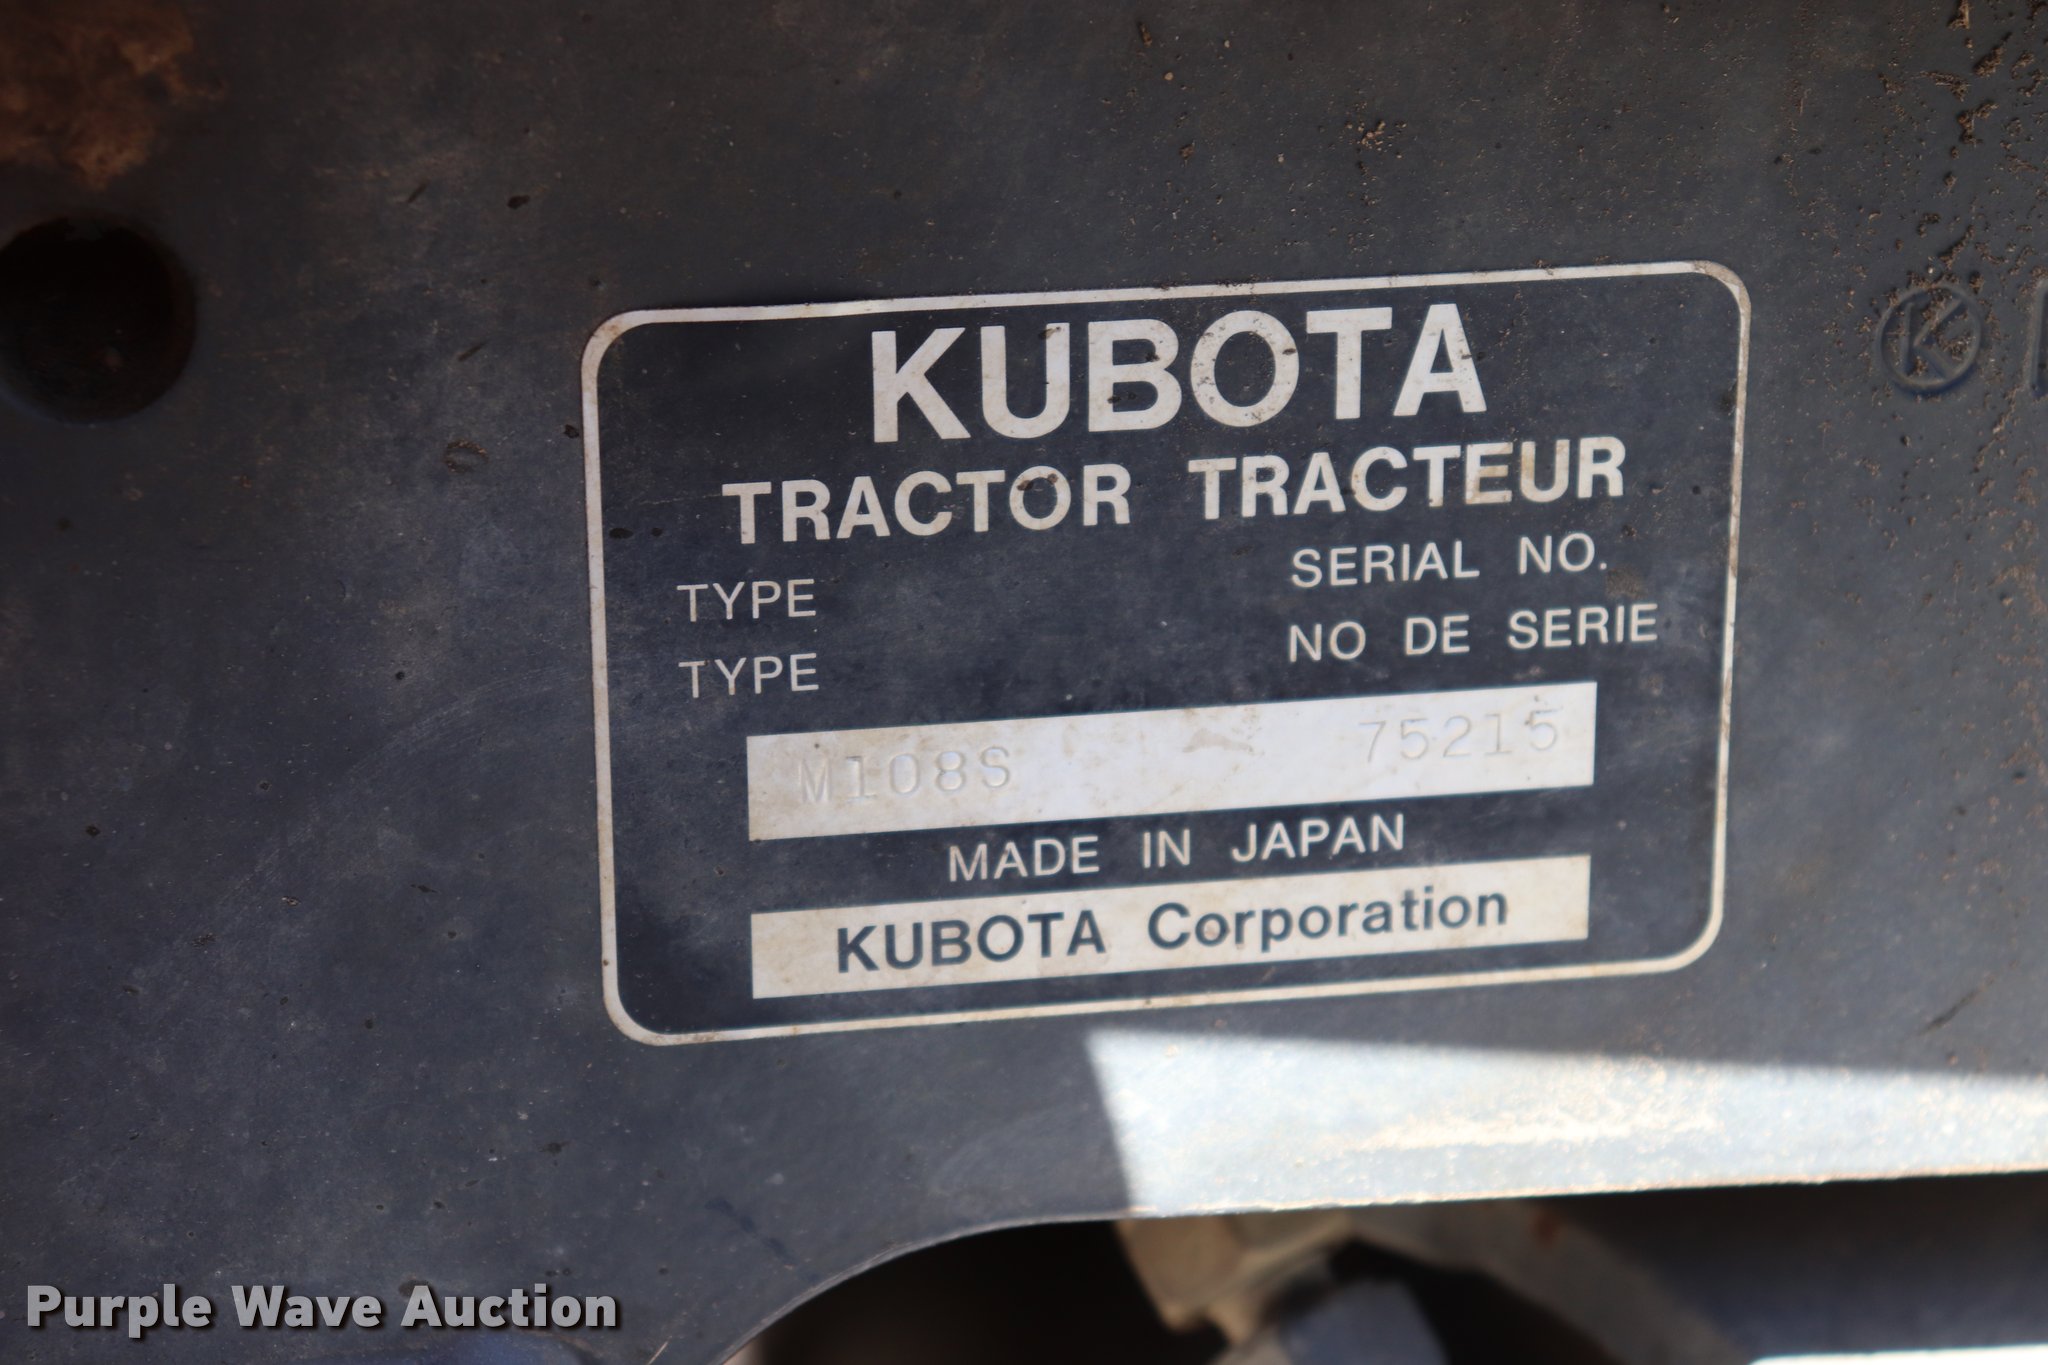 KUBOTA
TRACTOR TRACTEUR
TYPE SERIAL NO.
TYPE NO DE SERIE
M108S 75215
MADE IN JAPAN
KUBOTA Corporation
K
Purple Wave Auction